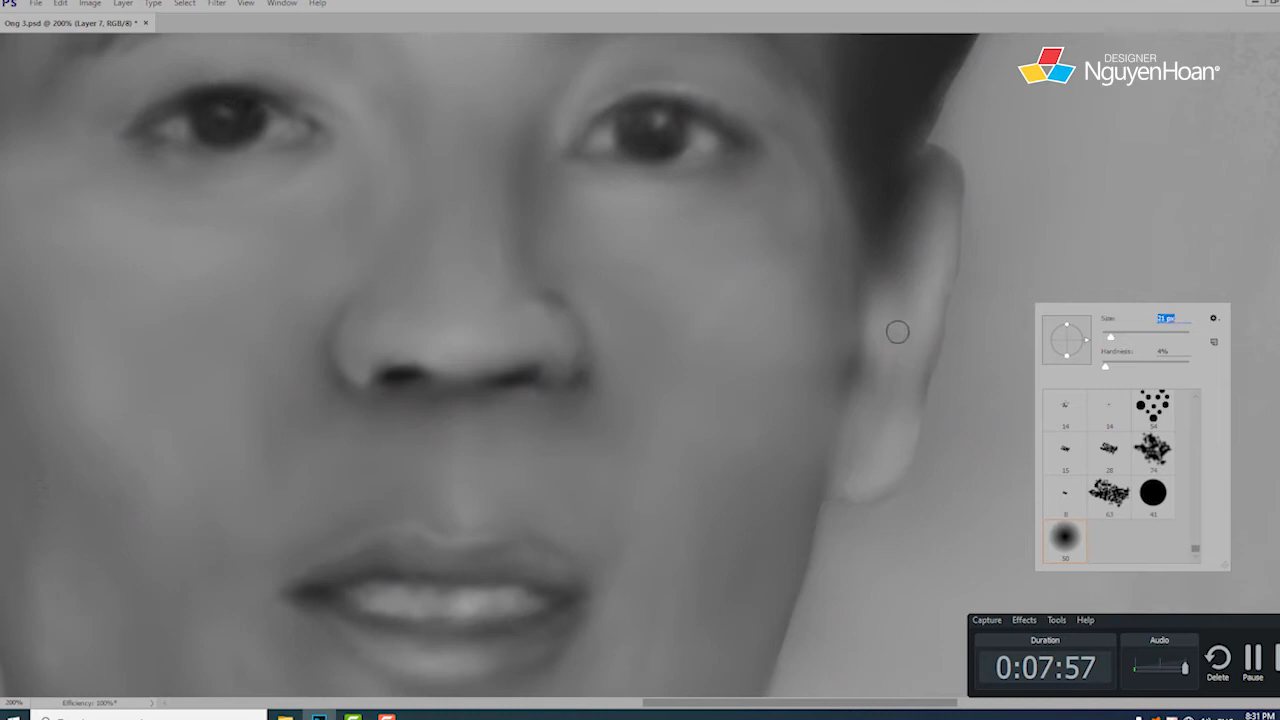 Ps File Edit Image Layer Type Select Filter View Window Help
Ong 3.psd @ 200% (Layer 7, RGB/8) * ×
DESIGNER
NguyenHoan®
Size: 21 px
Hardness: 4%
14 14 54
15 28 74
8 63 41
50
Capture Effects Tools Help
Duration Audio
0:07:57
Delete Pause
200% Efficiency: 100%*
8:31 PM